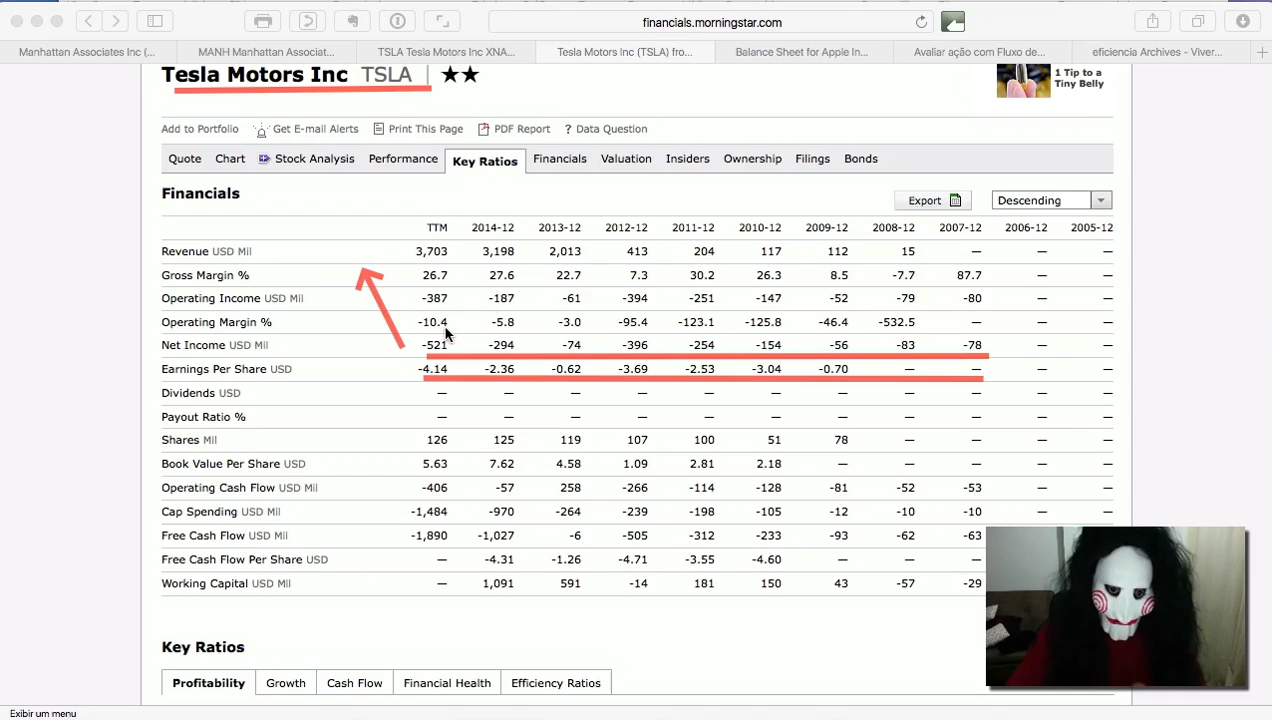 financials.morningstar.com
Manhattan Associates Inc (...
MANH Manhattan Associat...
TSLA Tesla Motors Inc XNA...
Tesla Motors Inc (TSLA) fro...
Balance Sheet for Apple In...
Avaliar ação com Fluxo de...
eficiencia Archives - Viver...
Tesla Motors Inc TSLA ★★
1 Tip to a
Tiny Belly
Add to Portfolio Get E-mail Alerts Print This Page PDF Report ? Data Question
Quote Chart Stock Analysis Performance Key Ratios Financials Valuation Insiders Ownership Filings Bonds
Financials
Export Descending
TTM 2014-12 2013-12 2012-12 2011-12 2010-12 2009-12 2008-12 2007-12 2006-12 2005-12
Revenue USD Mil 3,703 3,198 2,013 413 204 117 112 15 — — —
Gross Margin % 26.7 27.6 22.7 7.3 30.2 26.3 8.5 -7.7 87.7 — —
Operating Income USD Mil -387 -187 -61 -394 -251 -147 -52 -79 -80 — —
Operating Margin % -10.4 -5.8 -3.0 -95.4 -123.1 -125.8 -46.4 -532.5 — — —
Net Income USD Mil -521 -294 -74 -396 -254 -154 -56 -83 -78 — —
Earnings Per Share USD -4.14 -2.36 -0.62 -3.69 -2.53 -3.04 -0.70 — — — —
Dividends USD — — — — — — — — — — —
Payout Ratio % — — — — — — — — — — —
Shares Mil 126 125 119 107 100 51 78 — — — —
Book Value Per Share USD 5.63 7.62 4.58 1.09 2.81 2.18 — — — — —
Operating Cash Flow USD Mil -406 -57 258 -266 -114 -128 -81 -52 -53 — —
Cap Spending USD Mil -1,484 -970 -264 -239 -198 -105 -12 -10 -10 — —
Free Cash Flow USD Mil -1,890 -1,027 -6 -505 -312 -233 -93 -62 -63
Free Cash Flow Per Share USD — -4.31 -1.26 -4.71 -3.55 -4.60 — — —
Working Capital USD Mil — 1,091 591 -14 181 150 43 -57 -29
Key Ratios
Profitability Growth Cash Flow Financial Health Efficiency Ratios
Exibir um menu